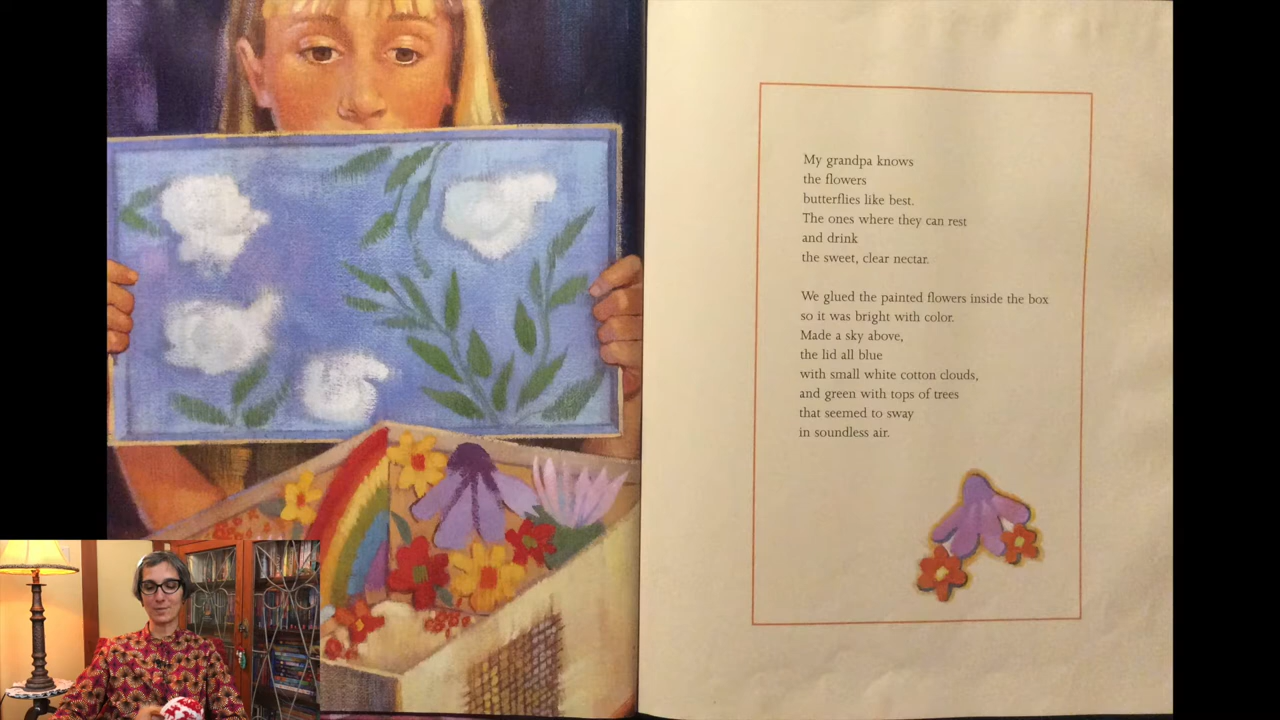 My grandpa knows
the flowers
butterflies like best.
The ones where they can rest
and drink
the sweet, clear nectar.
We glued the painted flowers inside the box
so it was bright with color.
Made a sky above,
the lid all blue
with small white cotton clouds,
and green with tops of trees
that seemed to sway
in soundless air.